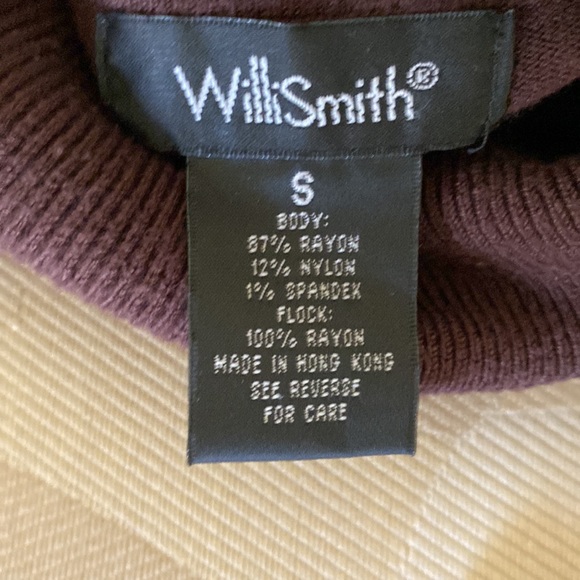 WilliSmith®
S
BODY:
87% RAYON
12% NYLON
1% SPANDEX
FLOCK:
100% RAYON
MADE IN HONG KONG
SEE REVERSE
FOR CARE